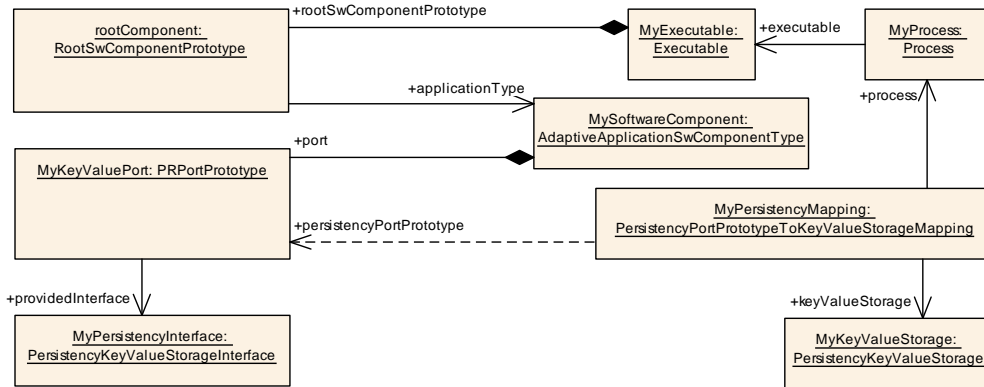 +rootSwComponentPrototype
rootComponent:
RootSwComponentPrototype
MyExecutable:
Executable
+executable
MyProcess:
Process
+applicationType
+process
MySoftwareComponent:
AdaptiveApplicationSwComponentType
+port
MyKeyValuePort: PRPortPrototype
MyPersistencyMapping:
PersistencyPortPrototypeToKeyValueStorageMapping
+persistencyPortPrototype
+providedInterface
+keyValueStorage
MyPersistencyInterface:
PersistencyKeyValueStorageInterface
MyKeyValueStorage:
PersistencyKeyValueStorage